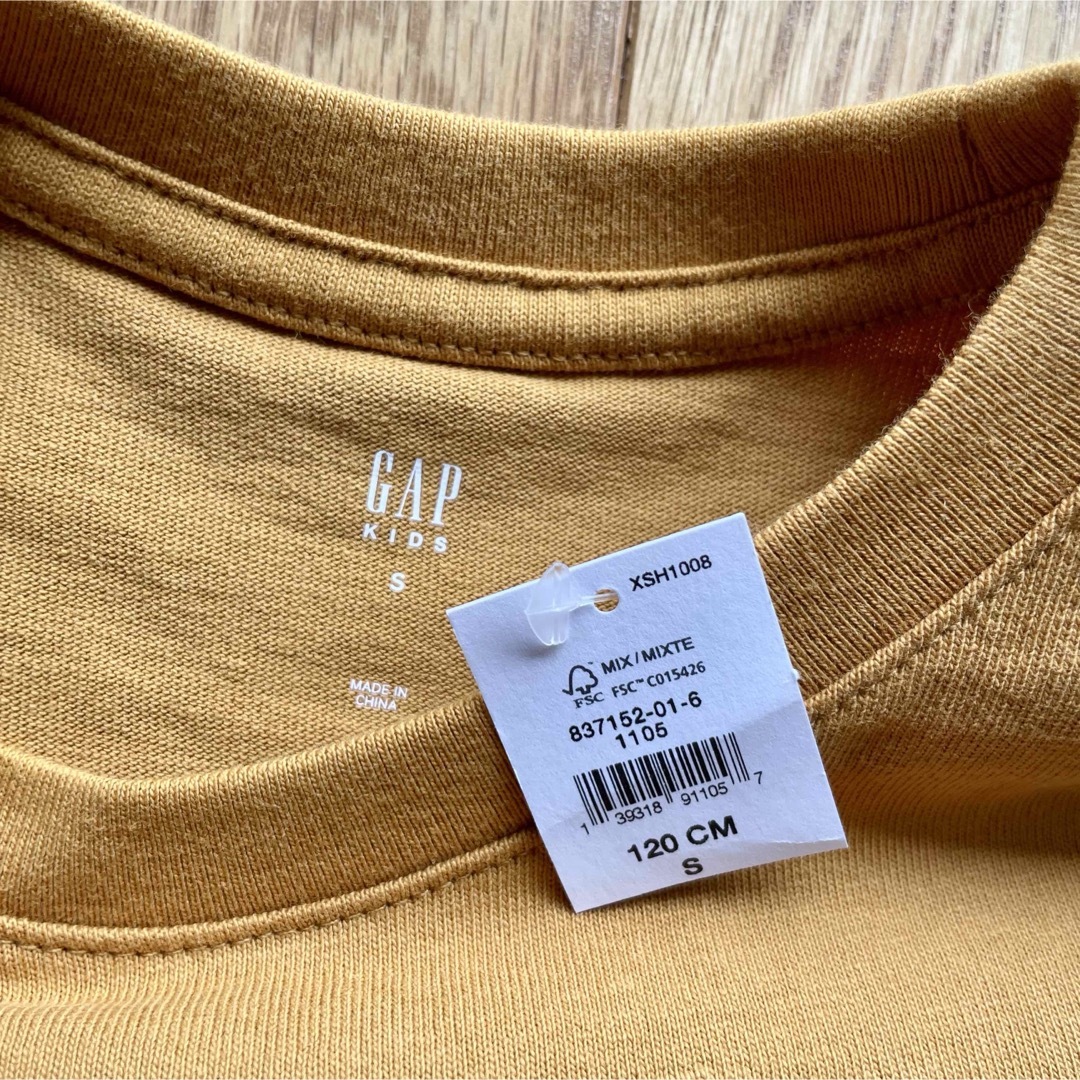 GAP
KIDS
S
MADE IN
CHINA
XSH1008
MIX / MIXTE
FSC FSC™ C015426
837152-01-6
1105
1 39318 91105 7
120 CM
S